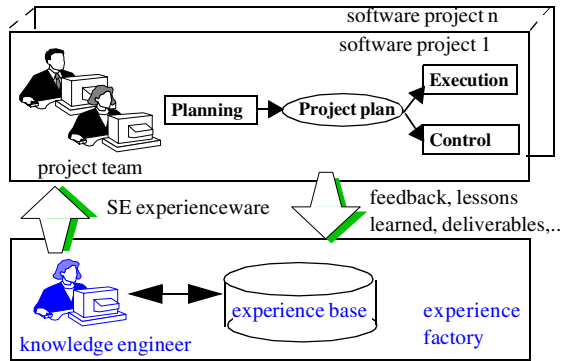 software project n
software project 1
Execution
Planning
Project plan
Control
project team
SE experienceware
feedback, lessons
learned, deliverables,..
experience base
experience
factory
knowledge engineer